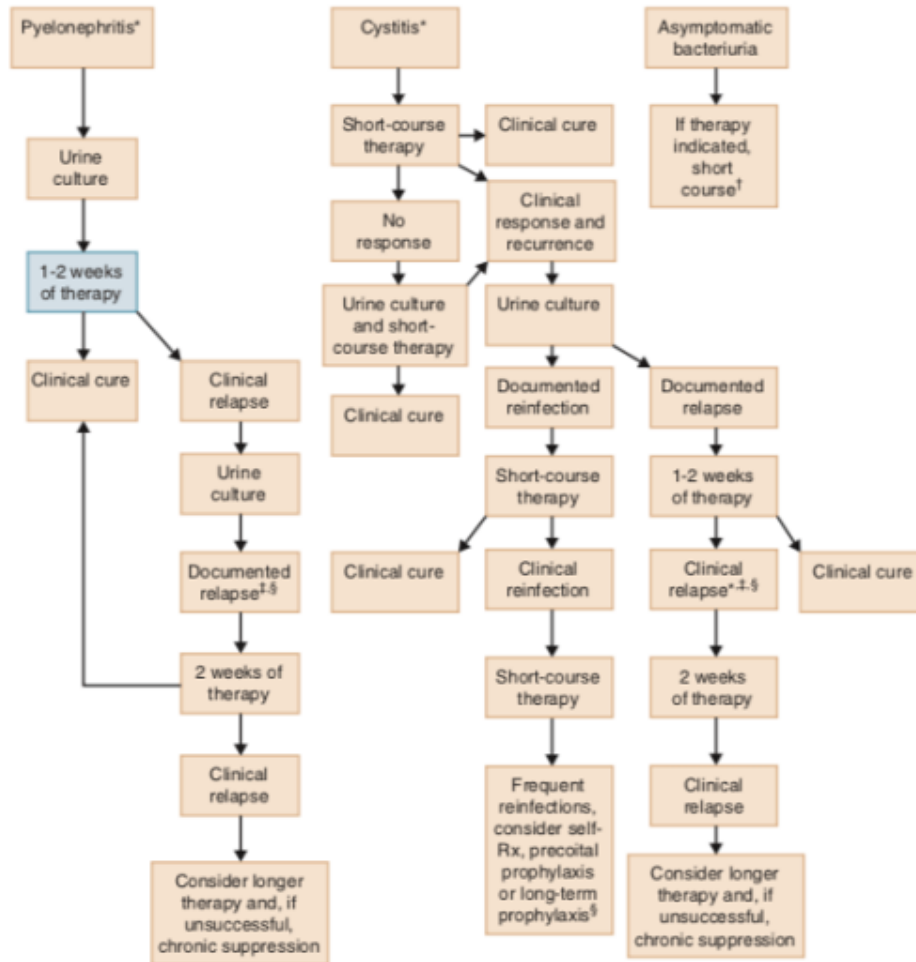 Pyelonephritis*
Urine
culture
1-2 weeks
of therapy
Clinical cure
Clinical
relapse
Urine
culture
Documented
relapse‡,§
2 weeks of
therapy
Clinical
relapse
Consider longer
therapy and, if
unsuccessful,
chronic suppression
Cystitis*
Short-course
therapy
Clinical cure
No
response
Clinical
response and
recurrence
Urine culture
and short-
course therapy
Clinical cure
Urine culture
Documented
reinfection
Short-course
therapy
Clinical cure
Clinical
reinfection
Short-course
therapy
Frequent
reinfections,
consider self-
Rx, precoital
prophylaxis
or long-term
prophylaxis§
Documented
relapse
1-2 weeks
of therapy
Clinical
relapse*,‡,§
Clinical cure
2 weeks
of therapy
Clinical
relapse
Consider longer
therapy and, if
unsuccessful,
chronic suppression
Asymptomatic
bacteriuria
If therapy
indicated,
short
course†